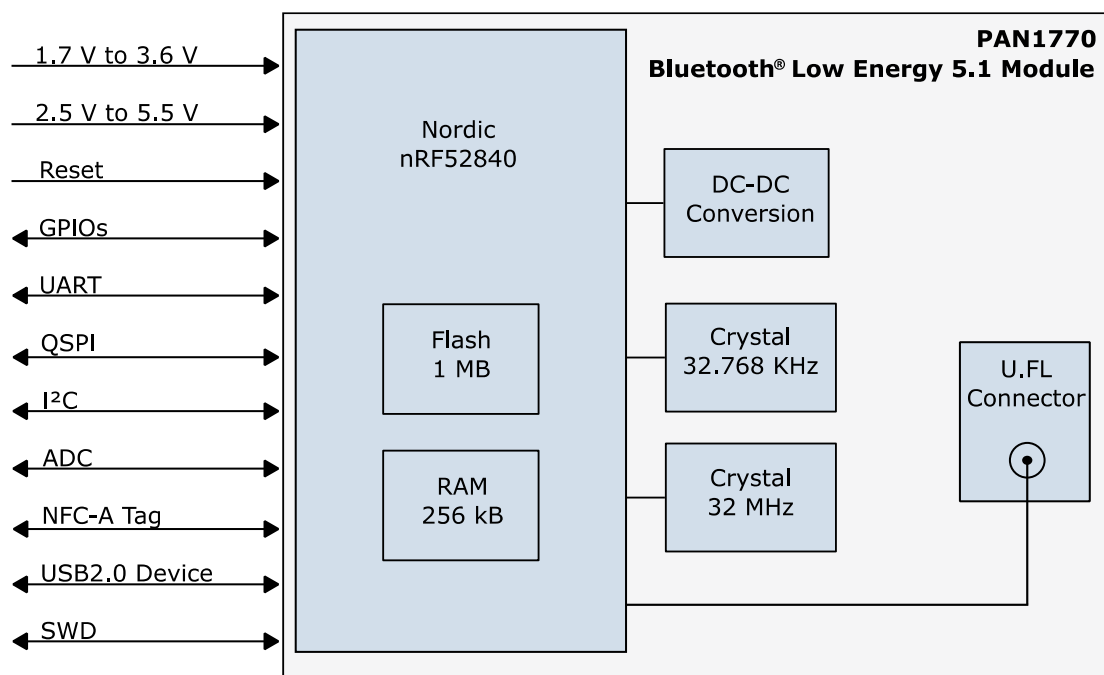 PAN1770
Bluetooth® Low Energy 5.1 Module
1.7 V to 3.6 V
2.5 V to 5.5 V
Reset
GPIOs
UART
QSPI
I²C
ADC
NFC-A Tag
USB2.0 Device
SWD
Nordic
nRF52840
Flash
1 MB
RAM
256 kB
DC-DC
Conversion
Crystal
32.768 KHz
Crystal
32 MHz
U.FL
Connector